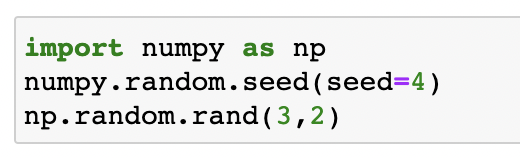 import numpy as np
numpy.random.seed(seed=4)
np.random.rand(3,2)